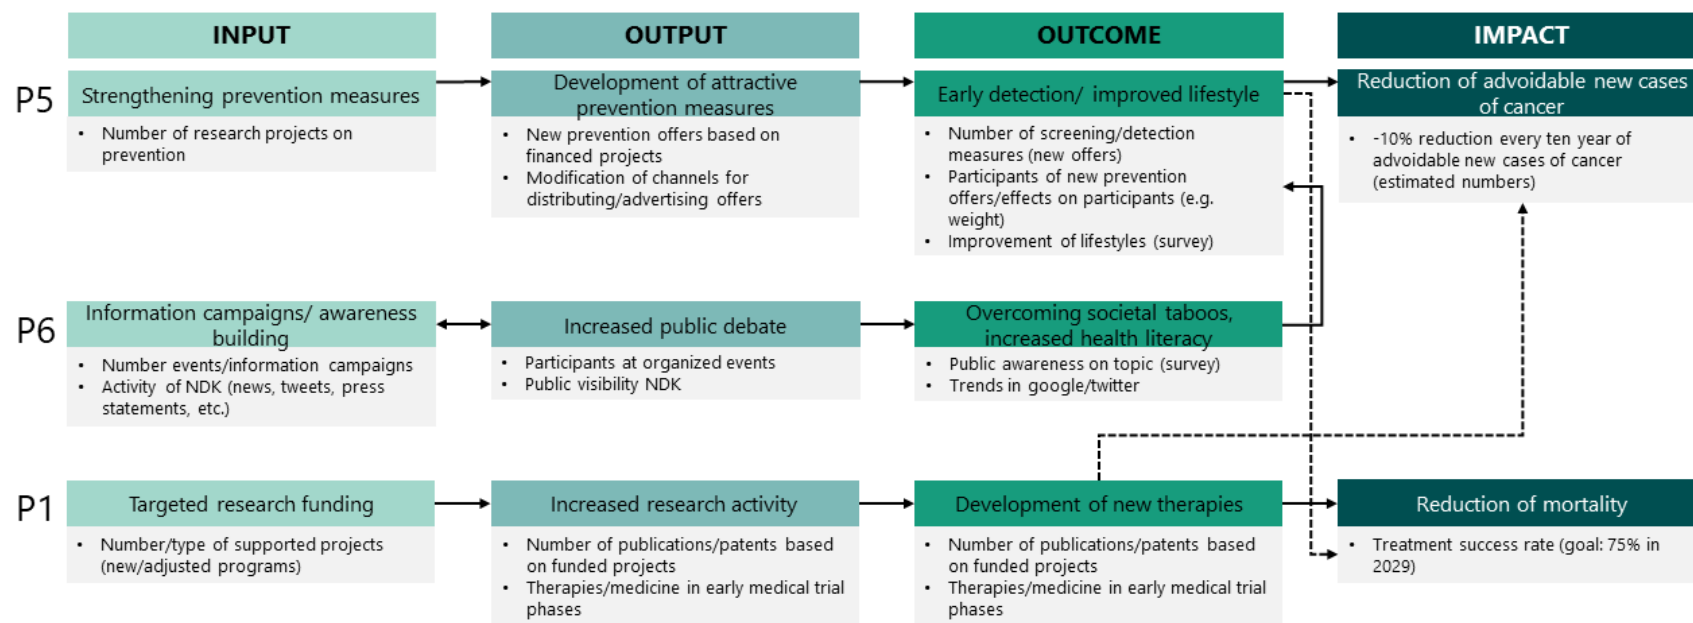 INPUT
OUTPUT
OUTCOME
IMPACT
P5
Strengthening prevention measures
• Number of research projects on
prevention
Development of attractive
prevention measures
• New prevention offers based on
financed projects
• Modification of channels for
distributing/advertising offers
Early detection/ improved lifestyle
• Number of screening/detection
measures (new offers)
• Participants of new prevention
offers/effects on participants (e.g.
weight)
• Improvement of lifestyles (survey)
Reduction of advoidable new cases
of cancer
• -10% reduction every ten year of
advoidable new cases of cancer
(estimated numbers)
P6
Information campaigns/ awareness
building
• Number events/information campaigns
• Activity of NDK (news, tweets, press
statements, etc.)
Increased public debate
• Participants at organized events
• Public visibility NDK
Overcoming societal taboos,
increased health literacy
• Public awareness on topic (survey)
• Trends in google/twitter
P1
Targeted research funding
• Number/type of supported projects
(new/adjusted programs)
Increased research activity
• Number of publications/patents based
on funded projects
• Therapies/medicine in early medical trial
phases
Development of new therapies
• Number of publications/patents based
on funded projects
• Therapies/medicine in early medical trial
phases
Reduction of mortality
• Treatment success rate (goal: 75% in
2029)